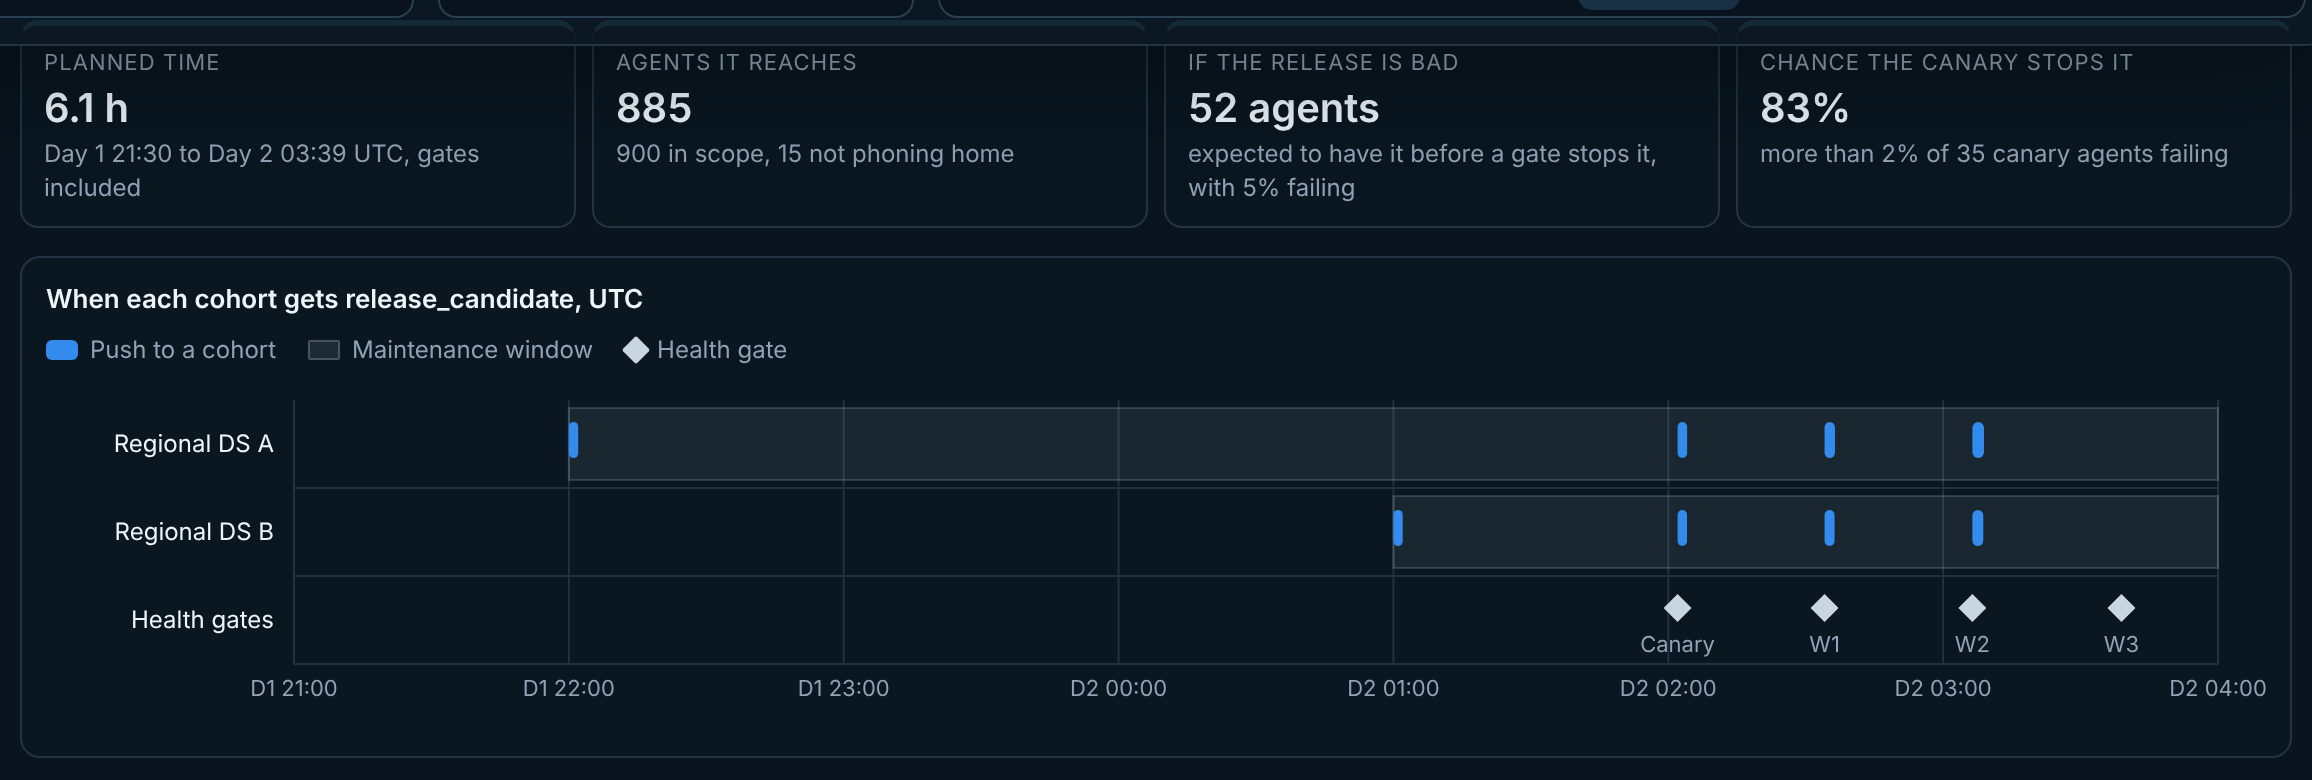 PLANNED TIME
6.1 h
Day 1 21:30 to Day 2 03:39 UTC, gates
included
AGENTS IT REACHES
885
900 in scope, 15 not phoning home
IF THE RELEASE IS BAD
52 agents
expected to have it before a gate stops it,
with 5% failing
CHANCE THE CANARY STOPS IT
83%
more than 2% of 35 canary agents failing
When each cohort gets release_candidate, UTC
Push to a cohort
Maintenance window
Health gate
Regional DS A
Regional DS B
Health gates
Canary
W1
W2
W3
D1 21:00
D1 22:00
D1 23:00
D2 00:00
D2 01:00
D2 02:00
D2 03:00
D2 04:00